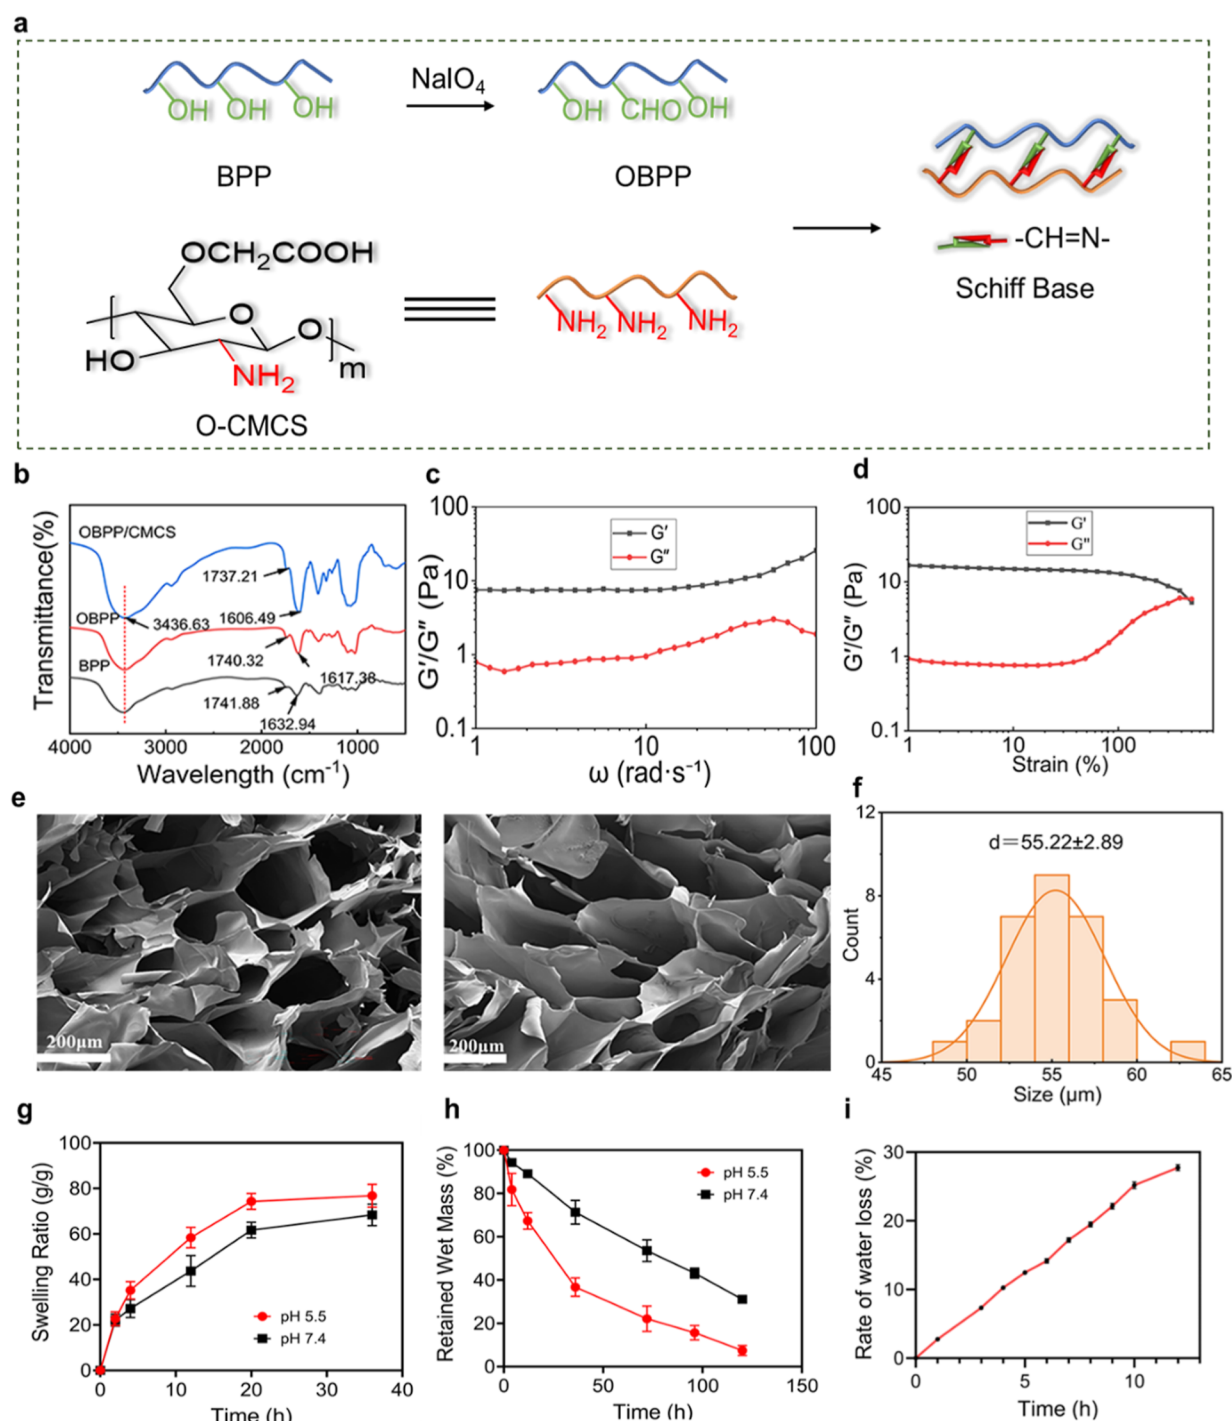 a
OH
OH
OH
NaIO₄
OH
CHO
OH
BPP
OBPP
-CH=N-
Schiff Base
OCH₂COOH
O
O
HO
NH₂
m
NH₂
NH₂
NH₂
O-CMCS
b
Transmittance(%)
OBPP/CMCS
1737.21
OBPP
3436.63
1606.49
BPP
1740.32
1617.38
1741.88
1632.94
4000
3000
2000
1000
Wavelength (cm⁻¹)
c
G′/G″ (Pa)
100
10
1
0.1
G′
G″
1
10
100
ω (rad·s⁻¹)
d
G′/G″ (Pa)
100
10
1
0.1
G′
G″
1
10
100
Strain (%)
e
200μm
200μm
f
Count
12
8
4
0
d=55.22±2.89
45
50
55
60
65
Size (μm)
g
Swelling Ratio (g/g)
100
80
60
40
20
0
pH 5.5
pH 7.4
0
10
20
30
40
Time (h)
h
Retained Wet Mass (%)
100
80
60
40
20
0
pH 5.5
pH 7.4
0
50
100
150
Time (h)
i
Rate of water loss (%)
30
20
10
0
0
5
10
Time (h)